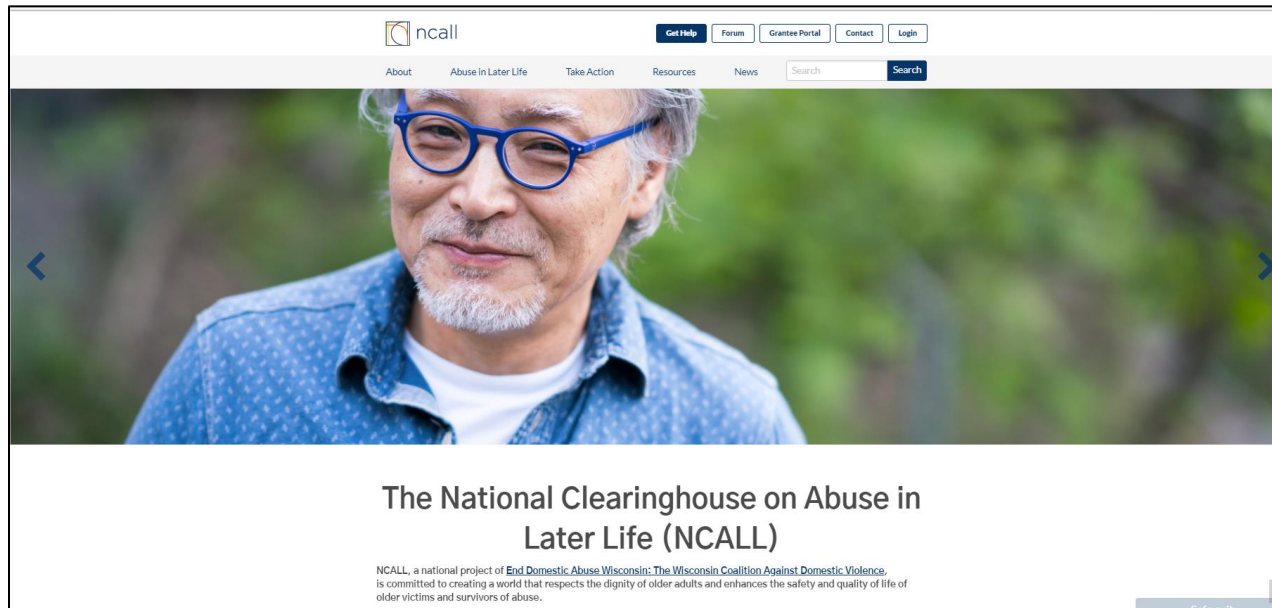 ncall
Get Help Forum Grantee Portal Contact Login
About Abuse in Later Life Take Action Resources News Search Search
The National Clearinghouse on Abuse in
Later Life (NCALL)
NCALL, a national project of End Domestic Abuse Wisconsin: The Wisconsin Coalition Against Domestic Violence,
is committed to creating a world that respects the dignity of older adults and enhances the safety and quality of life of
older victims and survivors of abuse.